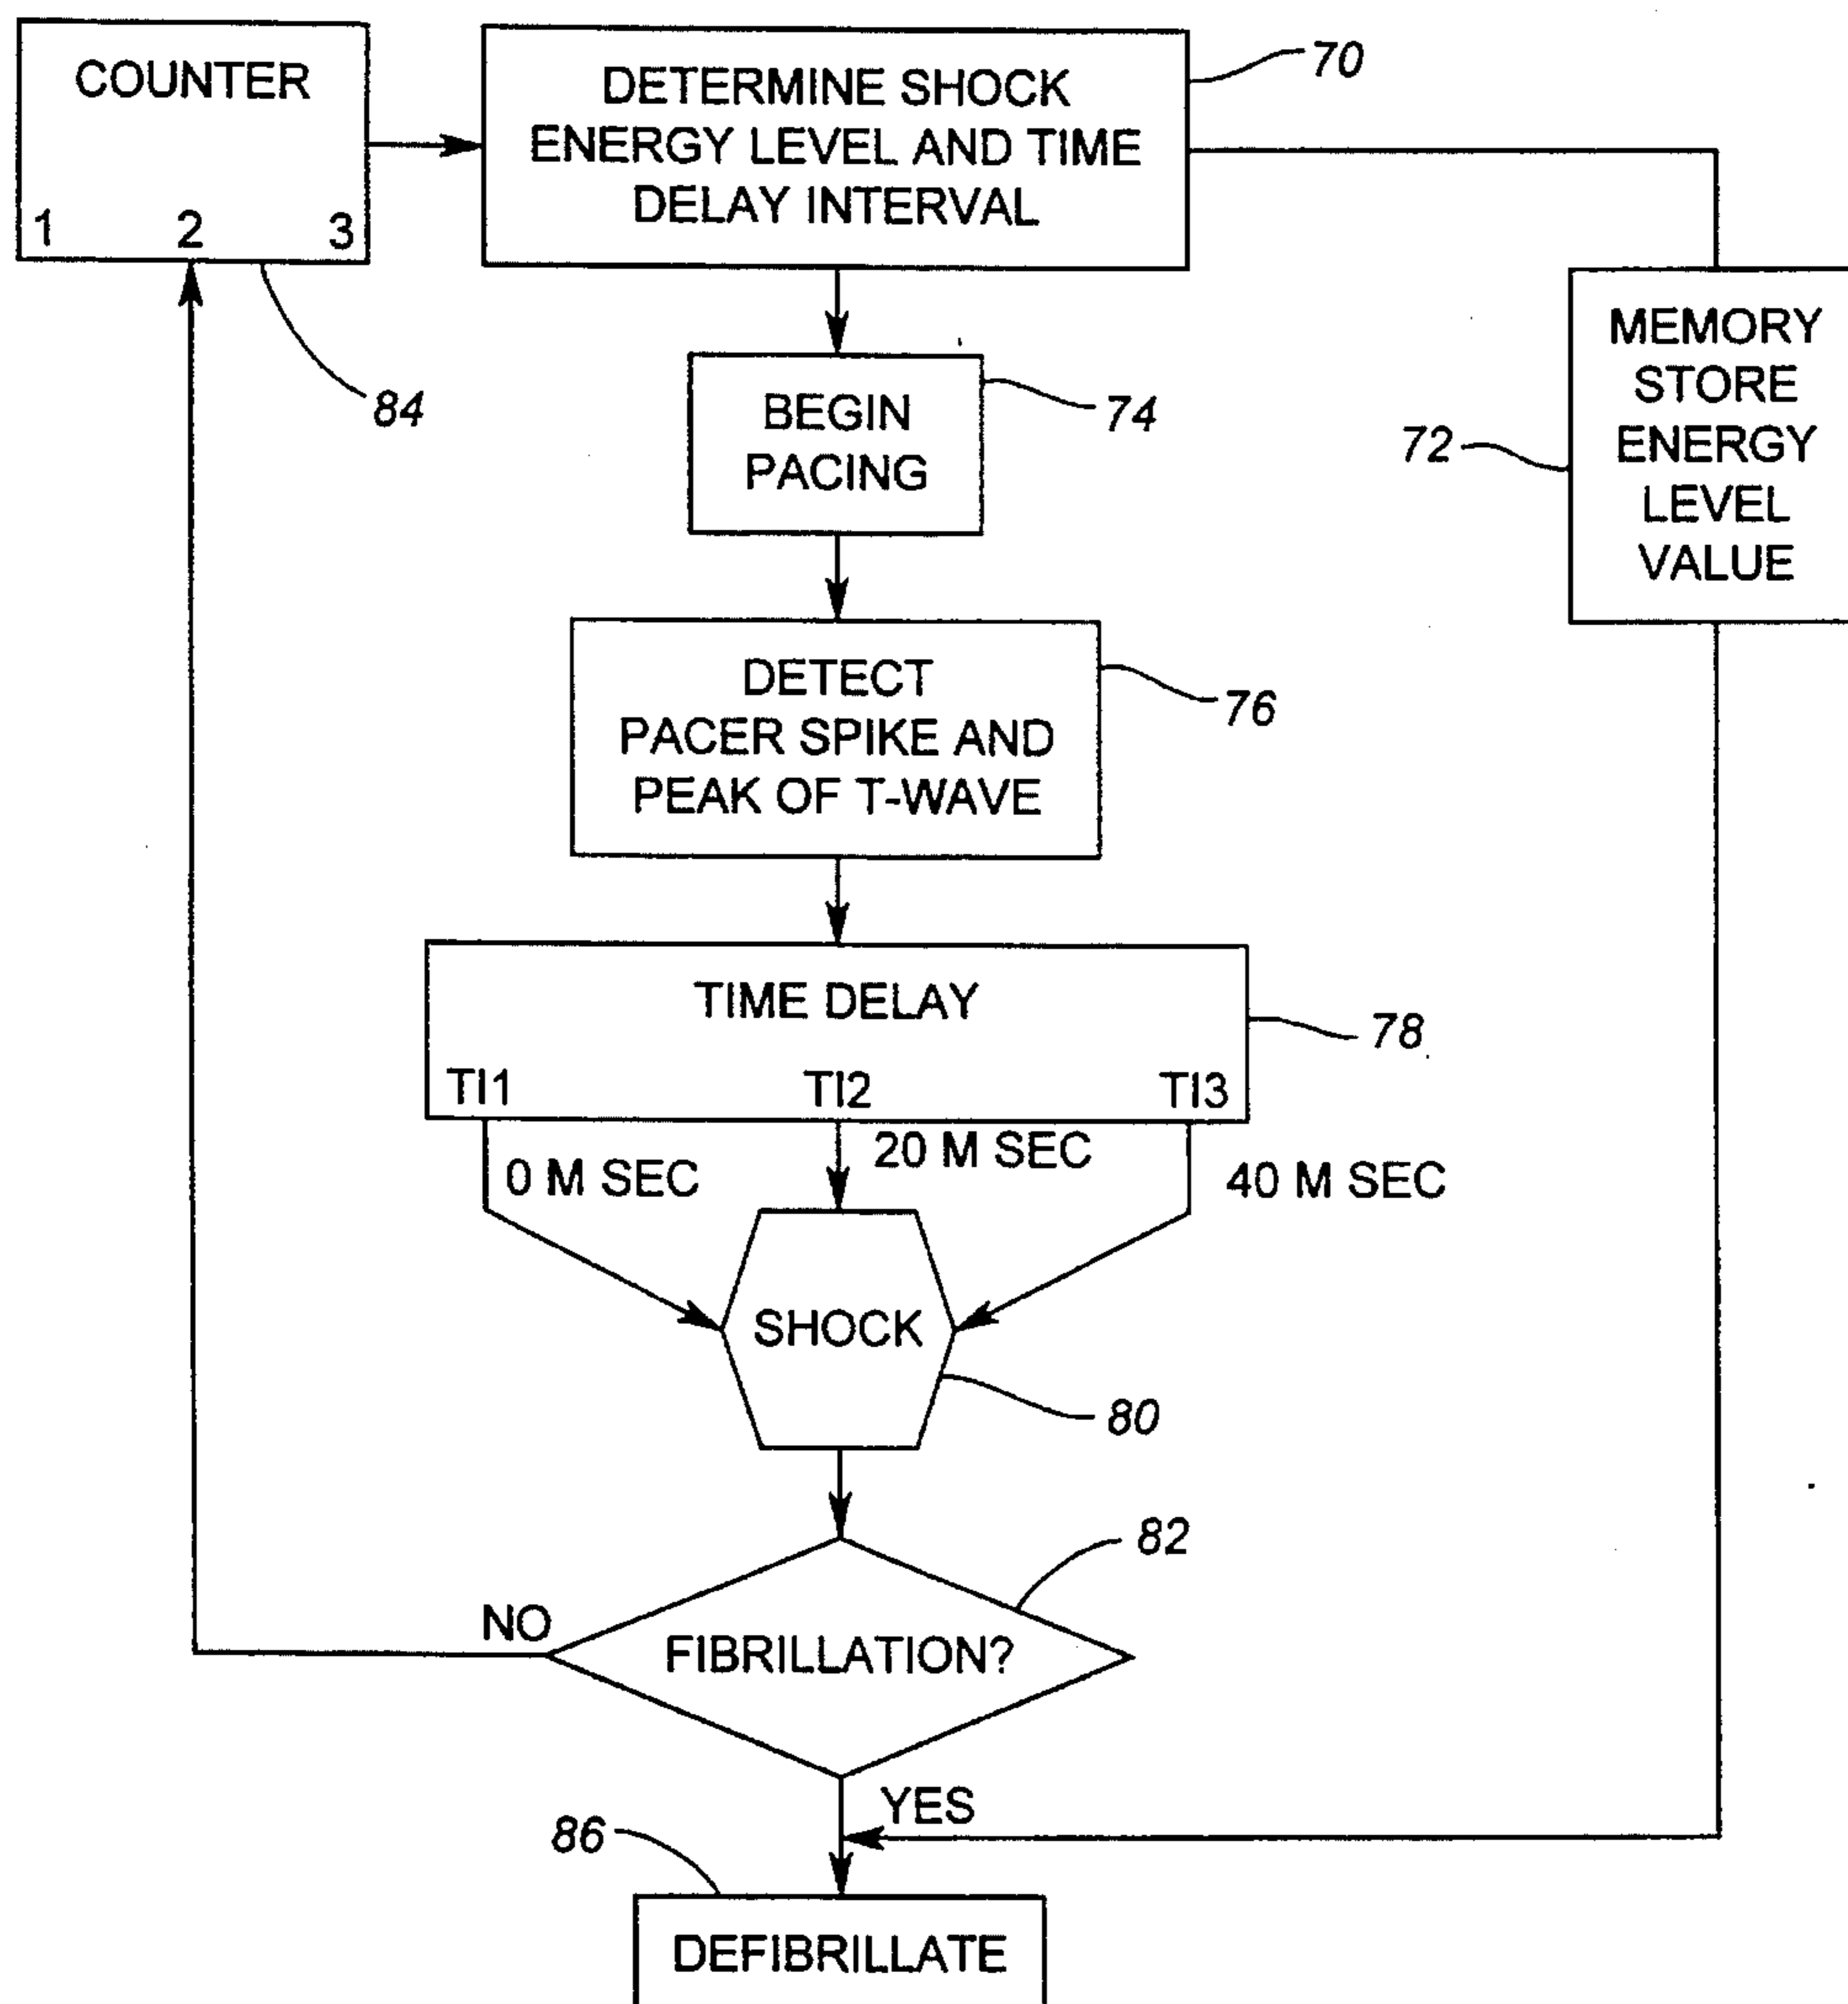 COUNTER
1 2 3
84
DETERMINE SHOCK
ENERGY LEVEL AND TIME
DELAY INTERVAL
70
MEMORY
STORE
ENERGY
LEVEL
VALUE
72
BEGIN
PACING
74
DETECT
PACER SPIKE AND
PEAK OF T-WAVE
76
TIME DELAY
TI1 TI2 TI3
78
0 M SEC
20 M SEC
40 M SEC
SHOCK
80
FIBRILLATION?
82
NO
YES
86
DEFIBRILLATE